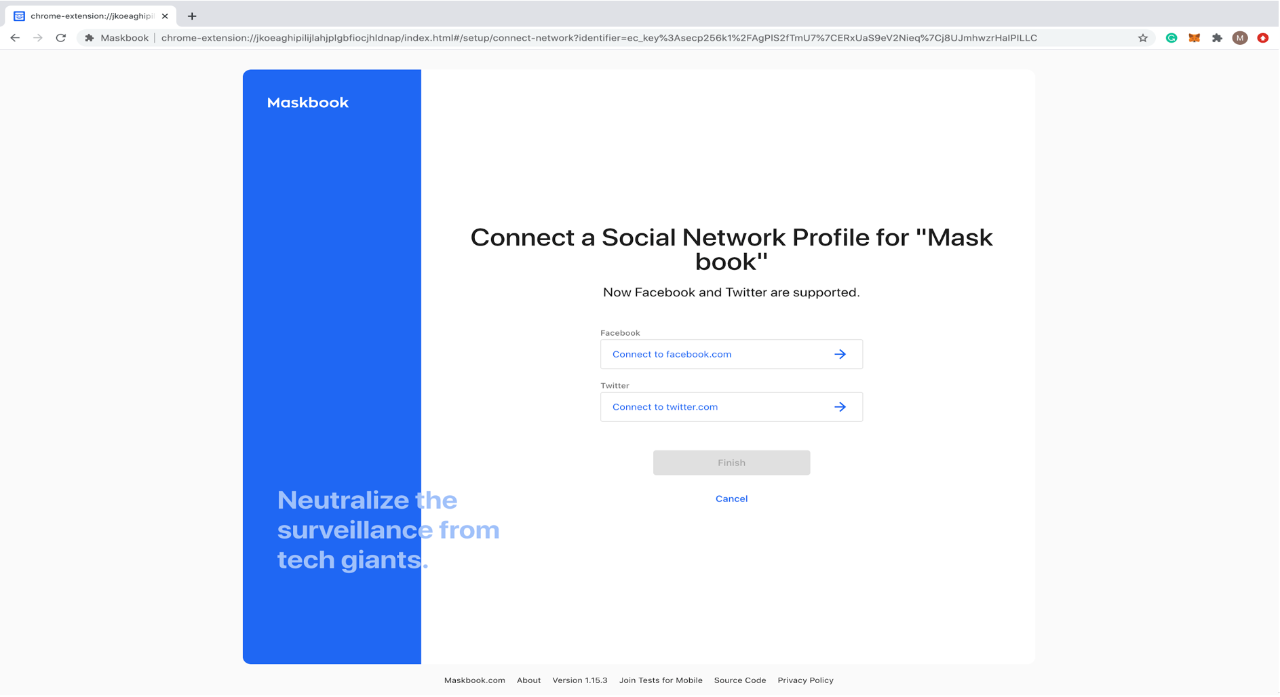 chrome-extension://jkoeaghipi
Maskbook
chrome-extension://jkoeaghipilijlahjplgbfiocjhldnap/index.html#/setup/connect-network?identifier=ec_key%3Asecp256k1%2FAgPIS2fTmU7%7CERxUaS9eV2Nieq%7Cj8UJmhwzrHaIPILLC
M
Maskbook
Connect a Social Network Profile for "Mask
book"
Now Facebook and Twitter are supported.
Facebook
Connect to facebook.com
Twitter
Connect to twitter.com
Finish
Cancel
Neutralize the
surveillance from
tech giants.
Maskbook.com About Version 1.15.3 Join Tests for Mobile Source Code Privacy Policy